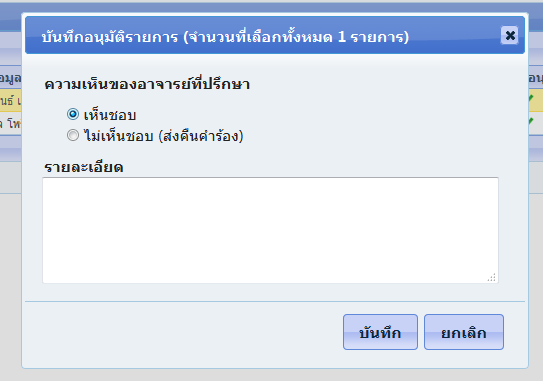 บันทึกอนุมัติรายการ (จำนวนที่เลือกทั้งหมด 1 รายการ)
ความเห็นของอาจารย์ที่ปรึกษา
เห็นชอบ
ไม่เห็นชอบ (ส่งคืนคำร้อง)
รายละเอียด
บันทึก
ยกเลิก